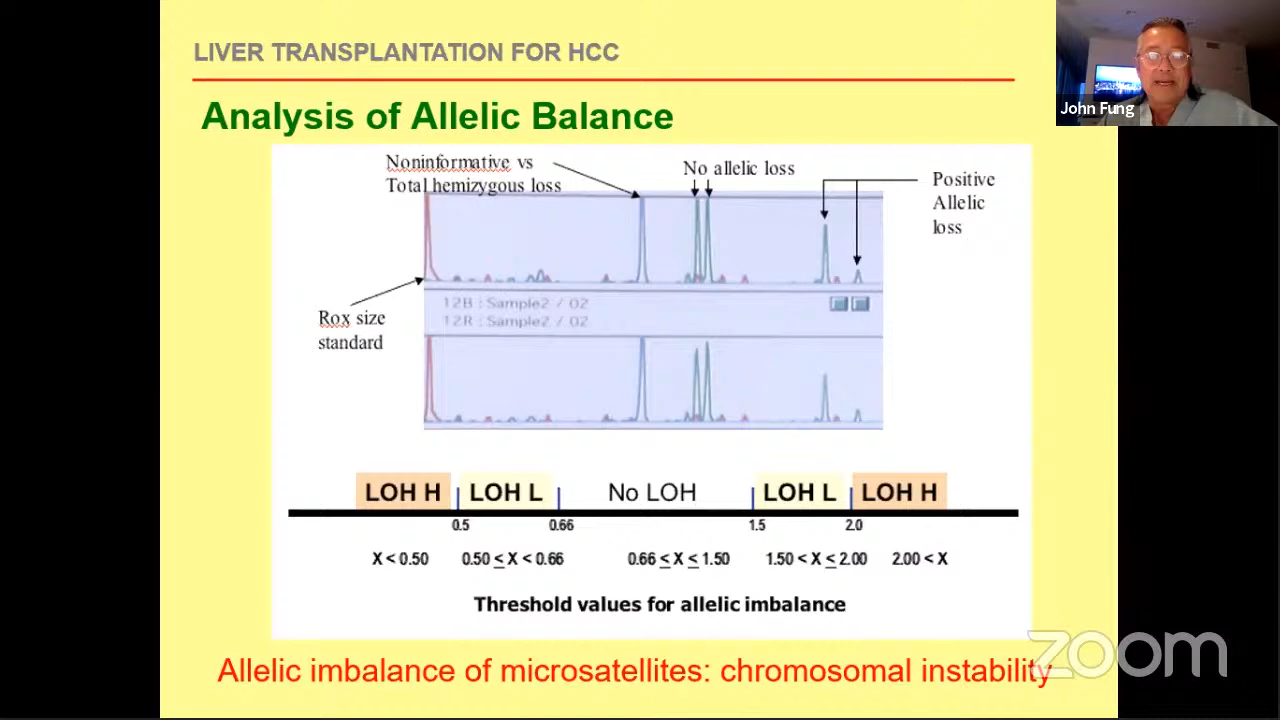 LIVER TRANSPLANTATION FOR HCC
John Fung
Analysis of Allelic Balance
Noninformative vs
Total hemizygous loss
No allelic loss
Positive
Allelic
loss
Rox size
standard
12B : Sample2 / 02
12R : Sample2 / 02
LOH H LOH L No LOH LOH L LOH H
0.5 0.66 1.5 2.0
X < 0.50 0.50 ≤ X < 0.66 0.66 ≤ X ≤ 1.50 1.50 < X ≤ 2.00 2.00 < X
Threshold values for allelic imbalance
Allelic imbalance of microsatellites: chromosomal instability
zoom